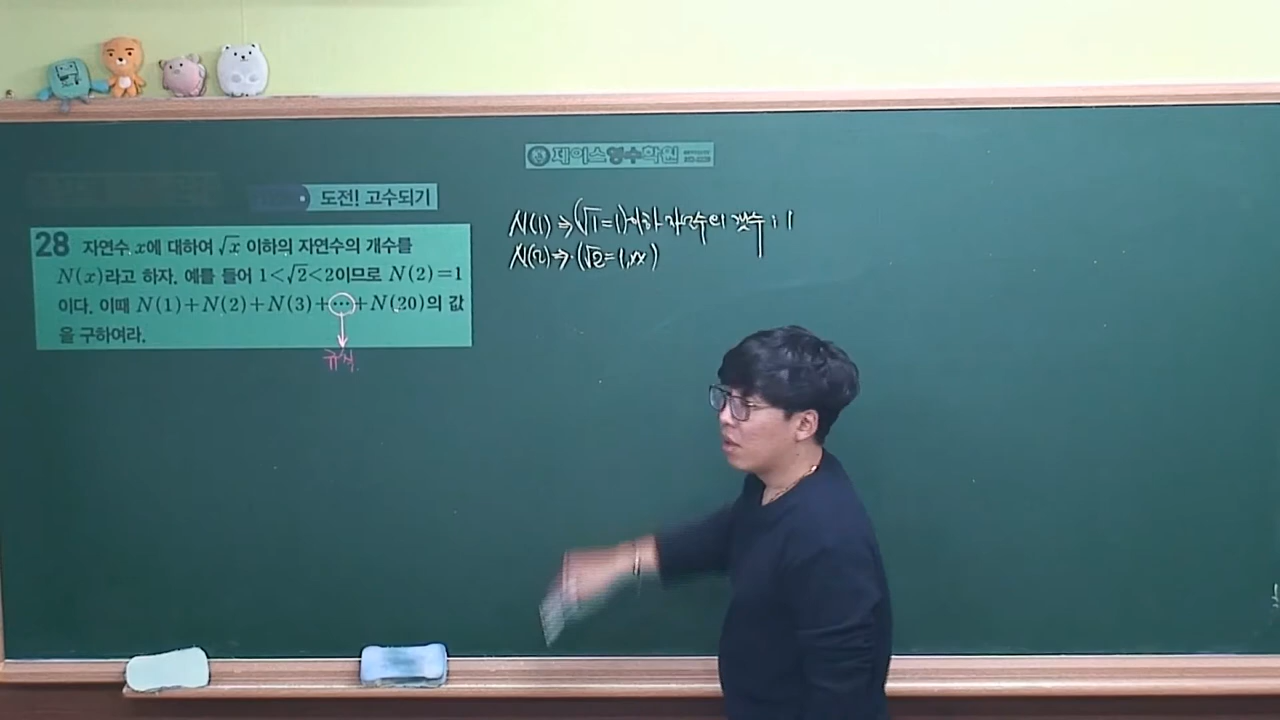 제이스영수학원
도전! 고수되기
28 자연수 x에 대하여 √x 이하의 자연수의 개수를
N(x)라고 하자. 예를 들어 1<√2<2이므로 N(2)=1
이다. 이때 N(1)+N(2)+N(3)+⋯+N(20)의 값
을 구하여라.
규칙
N(1) ⇒ (√1=1)이하 자연수의 갯수 : 1
N(2) ⇒ (√2=1.xx)